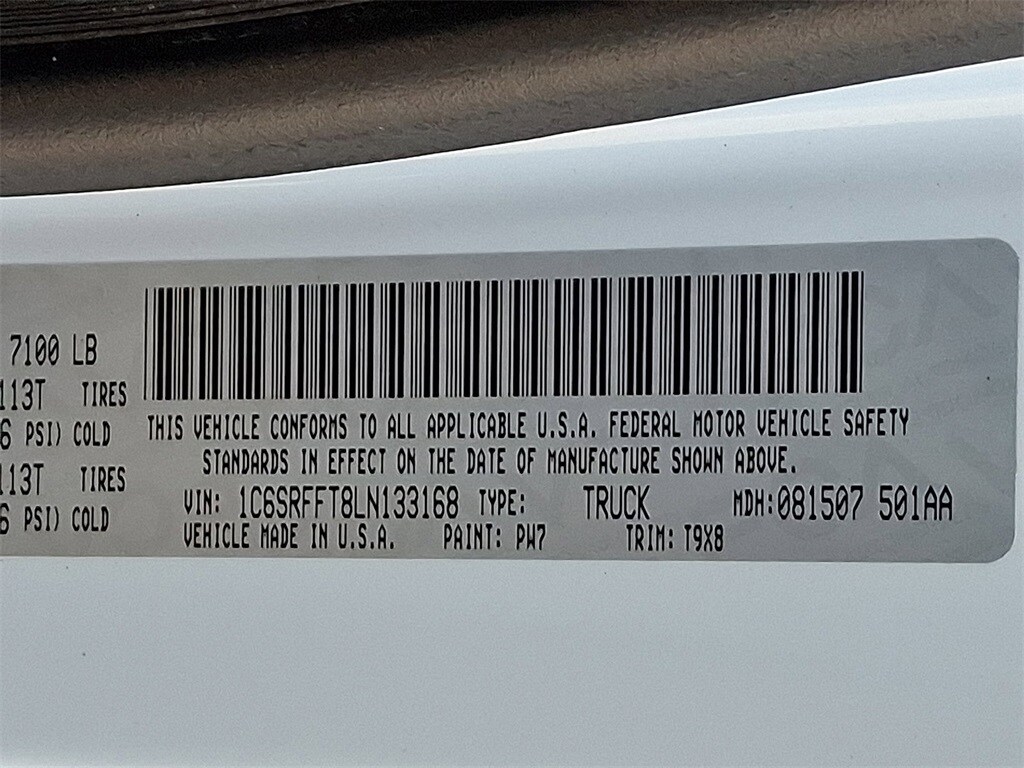 7100 LB
113T TIRES
6 PSI) COLD
113T TIRES
6 PSI) COLD
THIS VEHICLE CONFORMS TO ALL APPLICABLE U.S.A. FEDERAL MOTOR VEHICLE SAFETY
STANDARDS IN EFFECT ON THE DATE OF MANUFACTURE SHOWN ABOVE.
VIN: 1C6SRFFT8LN133168 TYPE: TRUCK MDH:081507 501AA
VEHICLE MADE IN U.S.A. PAINT: PW7 TRIM: T9X8